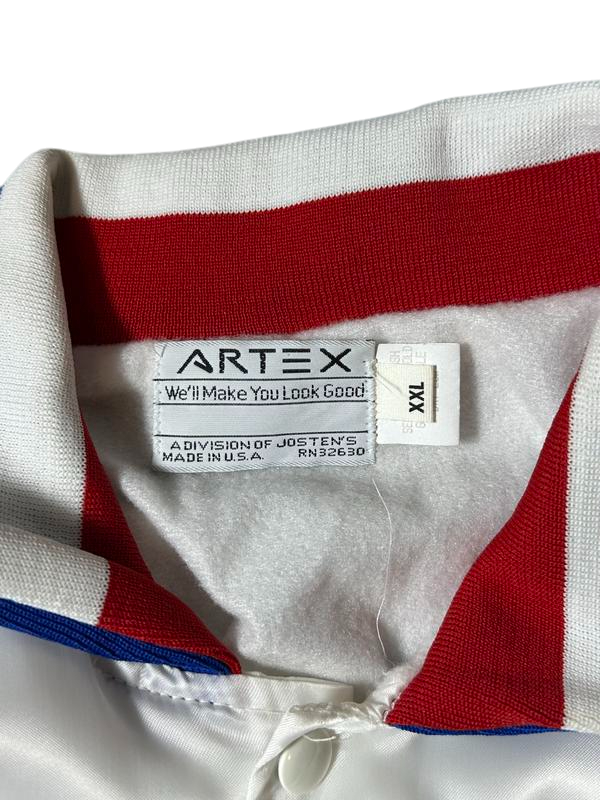 ARTEX
We'll Make You Look Good
A DIVISION OF JOSTEN'S
MADE IN U.S.A. RN32630
XXL